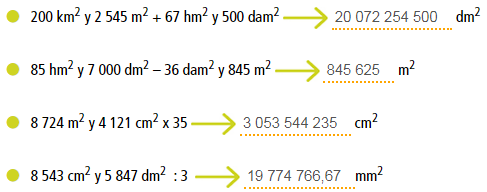 200 km² y 2 545 m² + 67 hm² y 500 dam² 20 072 254 500 dm²
85 hm² y 7 000 dm² – 36 dam² y 845 m² 845 625 m²
8 724 m² y 4 121 cm² x 35 3 053 544 235 cm²
8 543 cm² y 5 847 dm² : 3 19 774 766,67 mm²